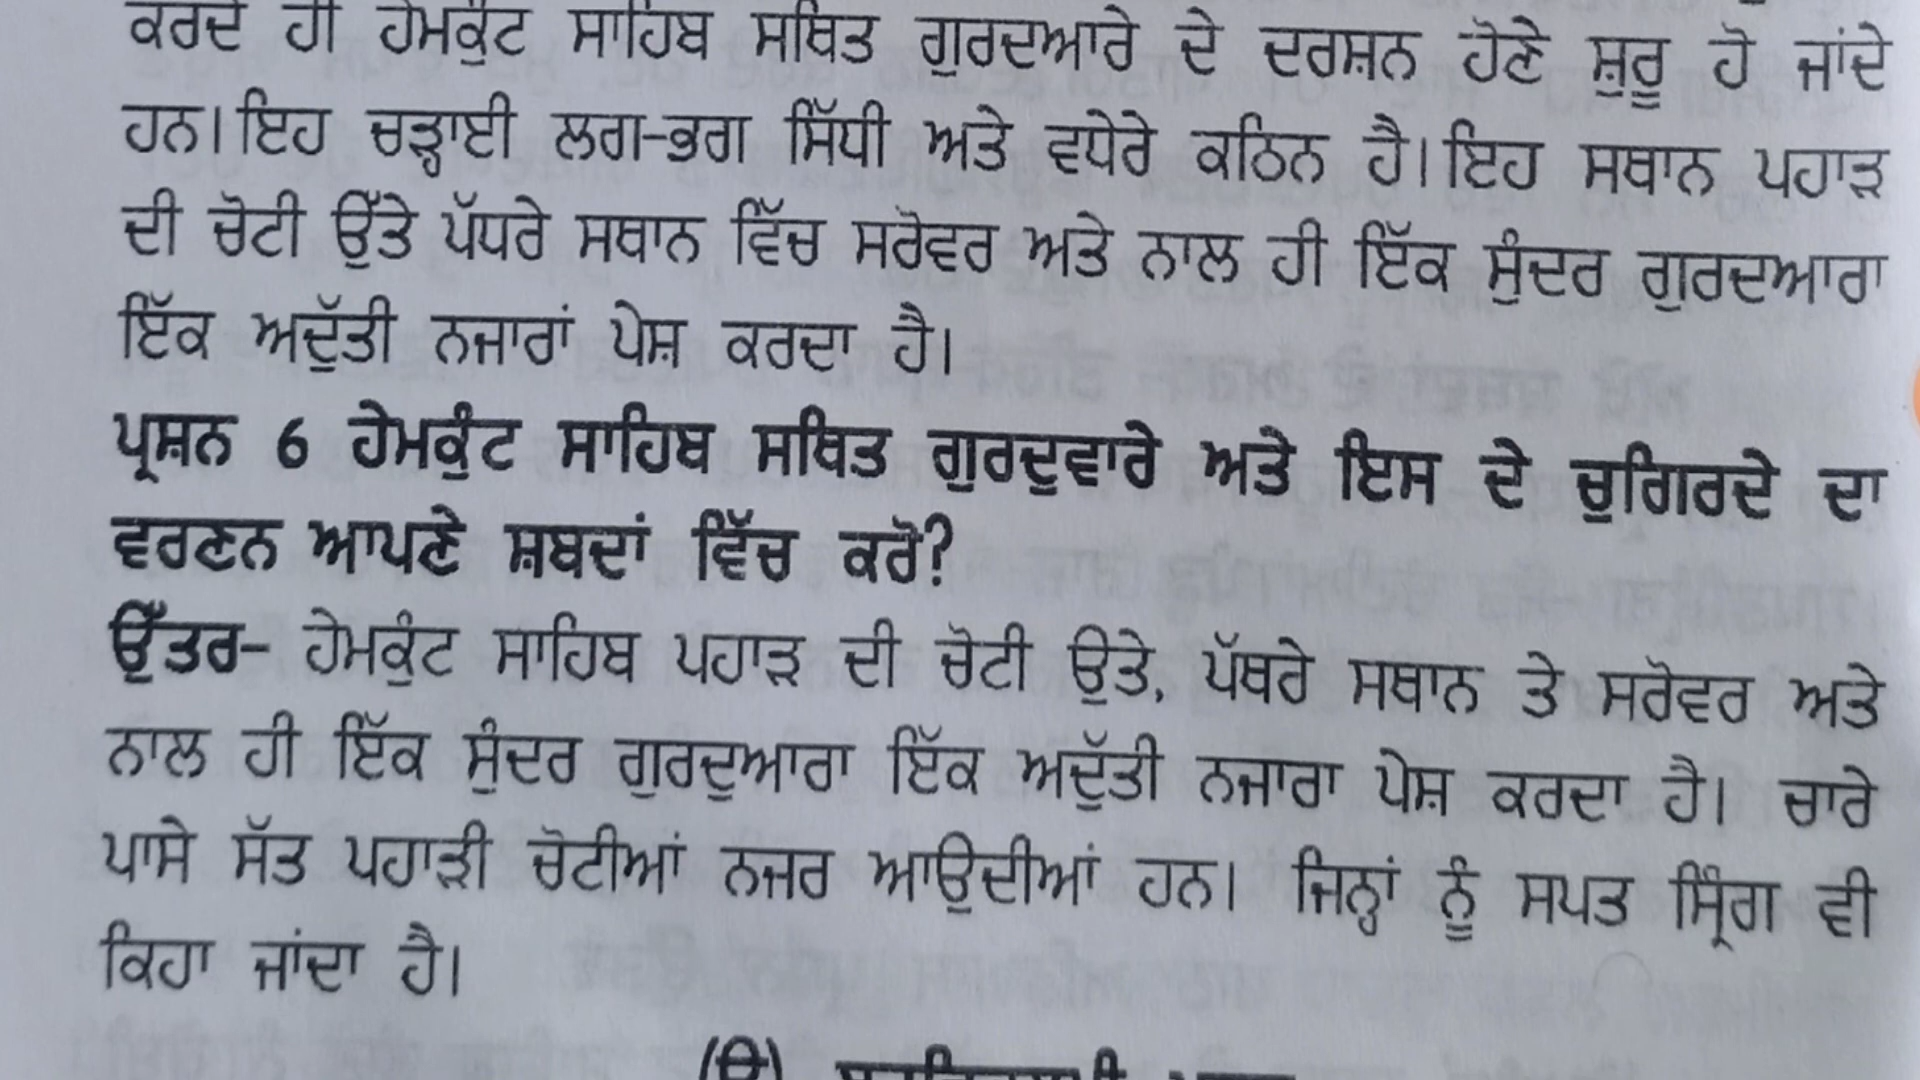 ਕਰਦੇ ਹੀ ਹੇਮਕੁੰਟ ਸਾਹਿਬ ਸਥਿਤ ਗੁਰਦਆਰੇ ਦੇ ਦਰਸ਼ਨ ਹੋਣੇ ਸ਼ੁਰੂ ਹੋ ਜਾਂਦੇ
ਹਨ।ਇਹ ਚੜ੍ਹਾਈ ਲਗ-ਭਗ ਸਿੱਧੀ ਅਤੇ ਵਧੇਰੇ ਕਠਿਨ ਹੈ।ਇਹ ਸਥਾਨ ਪਹਾੜ
ਦੀ ਚੋਟੀ ਉੱਤੇ ਪੱਧਰੇ ਸਥਾਨ ਵਿੱਚ ਸਰੋਵਰ ਅਤੇ ਨਾਲ ਹੀ ਇੱਕ ਸੁੰਦਰ ਗੁਰਦਆਰਾ
ਇੱਕ ਅਦੁੱਤੀ ਨਜਾਰਾਂ ਪੇਸ਼ ਕਰਦਾ ਹੈ।
ਪ੍ਰਸ਼ਨ 6 ਹੇਮਕੁੰਟ ਸਾਹਿਬ ਸਥਿਤ ਗੁਰਦੁਵਾਰੇ ਅਤੇ ਇਸ ਦੇ ਚੁਗਿਰਦੇ ਦਾ
ਵਰਣਨ ਆਪਣੇ ਸ਼ਬਦਾਂ ਵਿੱਚ ਕਰੋ?
ਉੱਤਰ- ਹੇਮਕੁੰਟ ਸਾਹਿਬ ਪਹਾੜ ਦੀ ਚੋਟੀ ਉਤੇ, ਪੱਥਰੇ ਸਥਾਨ ਤੇ ਸਰੋਵਰ ਅਤੇ
ਨਾਲ ਹੀ ਇੱਕ ਸੁੰਦਰ ਗੁਰਦੁਆਰਾ ਇੱਕ ਅਦੁੱਤੀ ਨਜਾਰਾ ਪੇਸ਼ ਕਰਦਾ ਹੈ। ਚਾਰੇ
ਪਾਸੇ ਸੱਤ ਪਹਾੜੀ ਚੋਟੀਆਂ ਨਜਰ ਆਉਦੀਆਂ ਹਨ। ਜਿਨ੍ਹਾਂ ਨੂੰ ਸਪਤ ਸ੍ਰਿੰਗ ਵੀ
ਕਿਹਾ ਜਾਂਦਾ ਹੈ।
(ੳ)